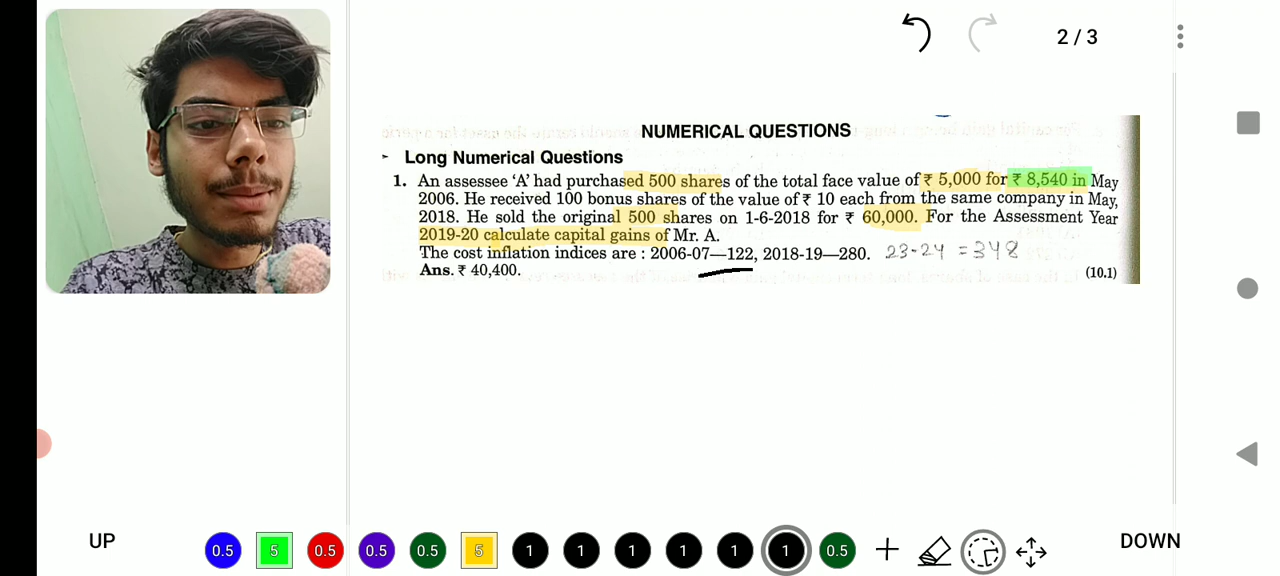 2 / 3
NUMERICAL QUESTIONS
Long Numerical Questions
1. An assessee ‘A’ had purchased 500 shares of the total face value of ₹ 5,000 for ₹ 8,540 in May
2006. He received 100 bonus shares of the value of ₹ 10 each from the same company in May,
2018. He sold the original 500 shares on 1-6-2018 for ₹ 60,000. For the Assessment Year
2019-20 calculate capital gains of Mr. A.
The cost inflation indices are : 2006-07—122, 2018-19—280. 23-24 = 348
Ans. ₹ 40,400.
(10.1)
UP
0.5 5 0.5 0.5 0.5 5 1 1 1 1 1 1 0.5
DOWN